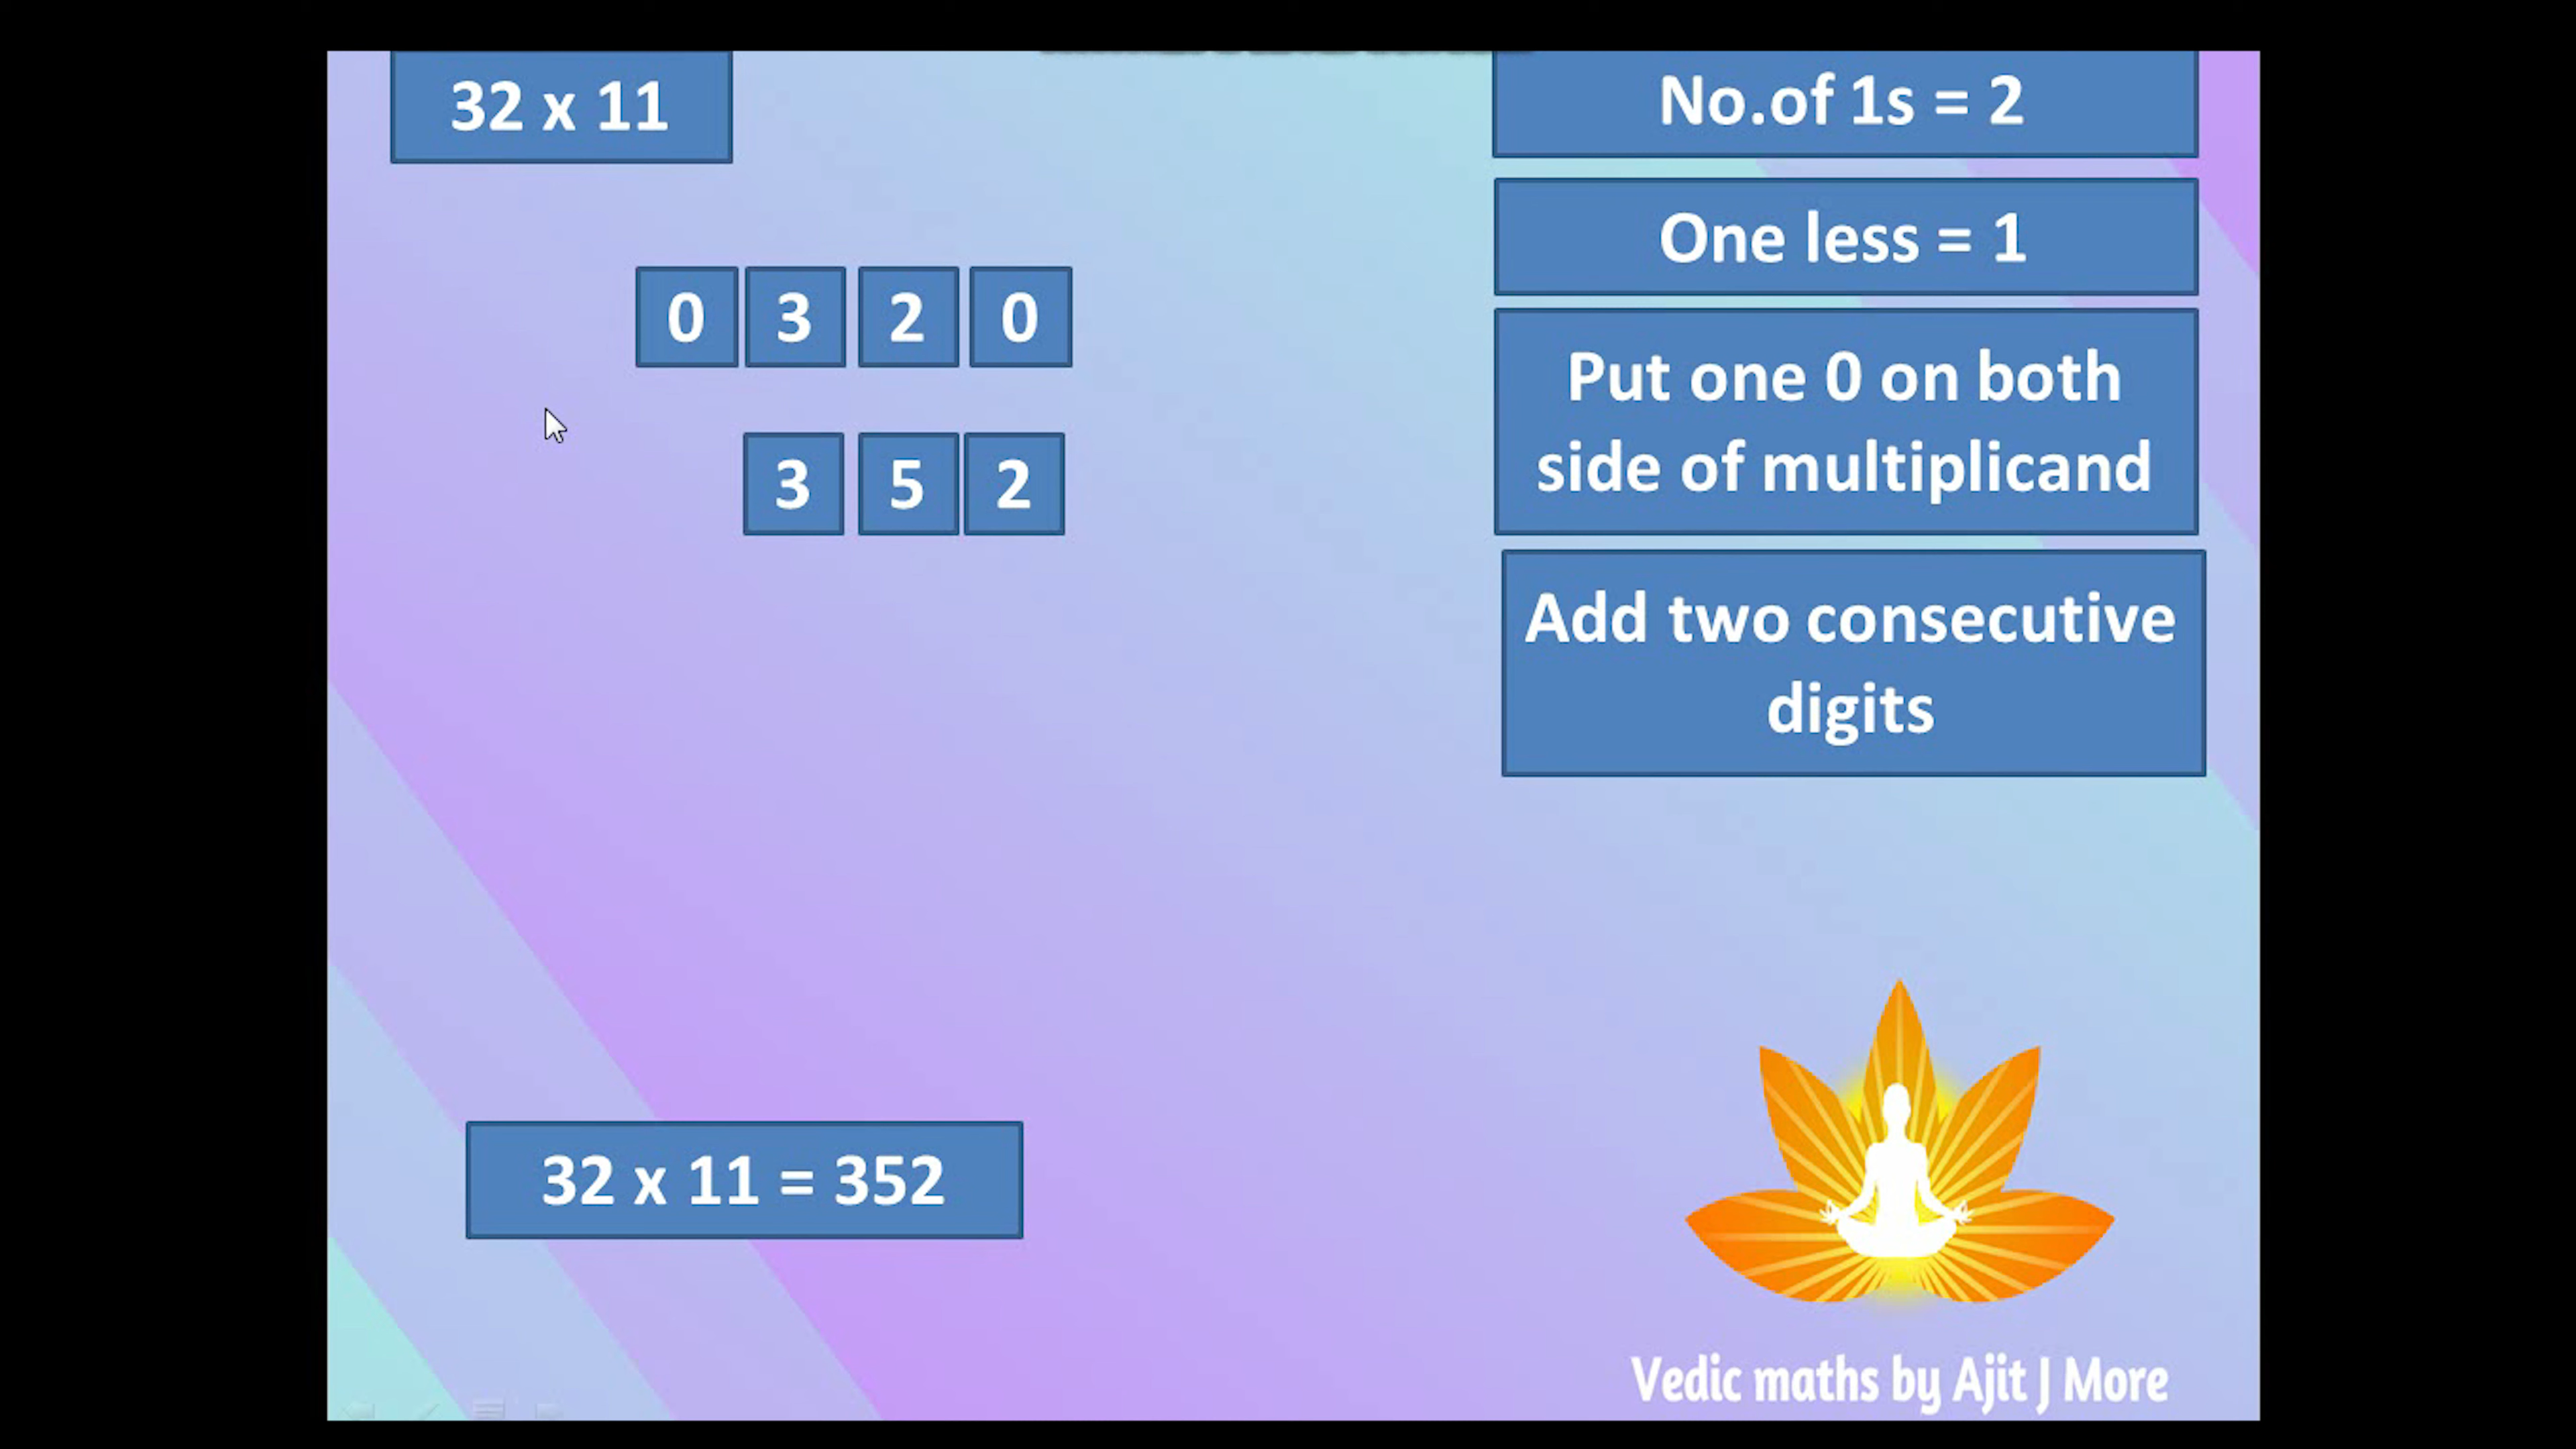 32 x 11
No.of 1s = 2
One less = 1
0 3 2 0
Put one 0 on both
side of multiplicand
3 5 2
Add two consecutive
digits
32 x 11 = 352
Vedic maths by Ajit J More